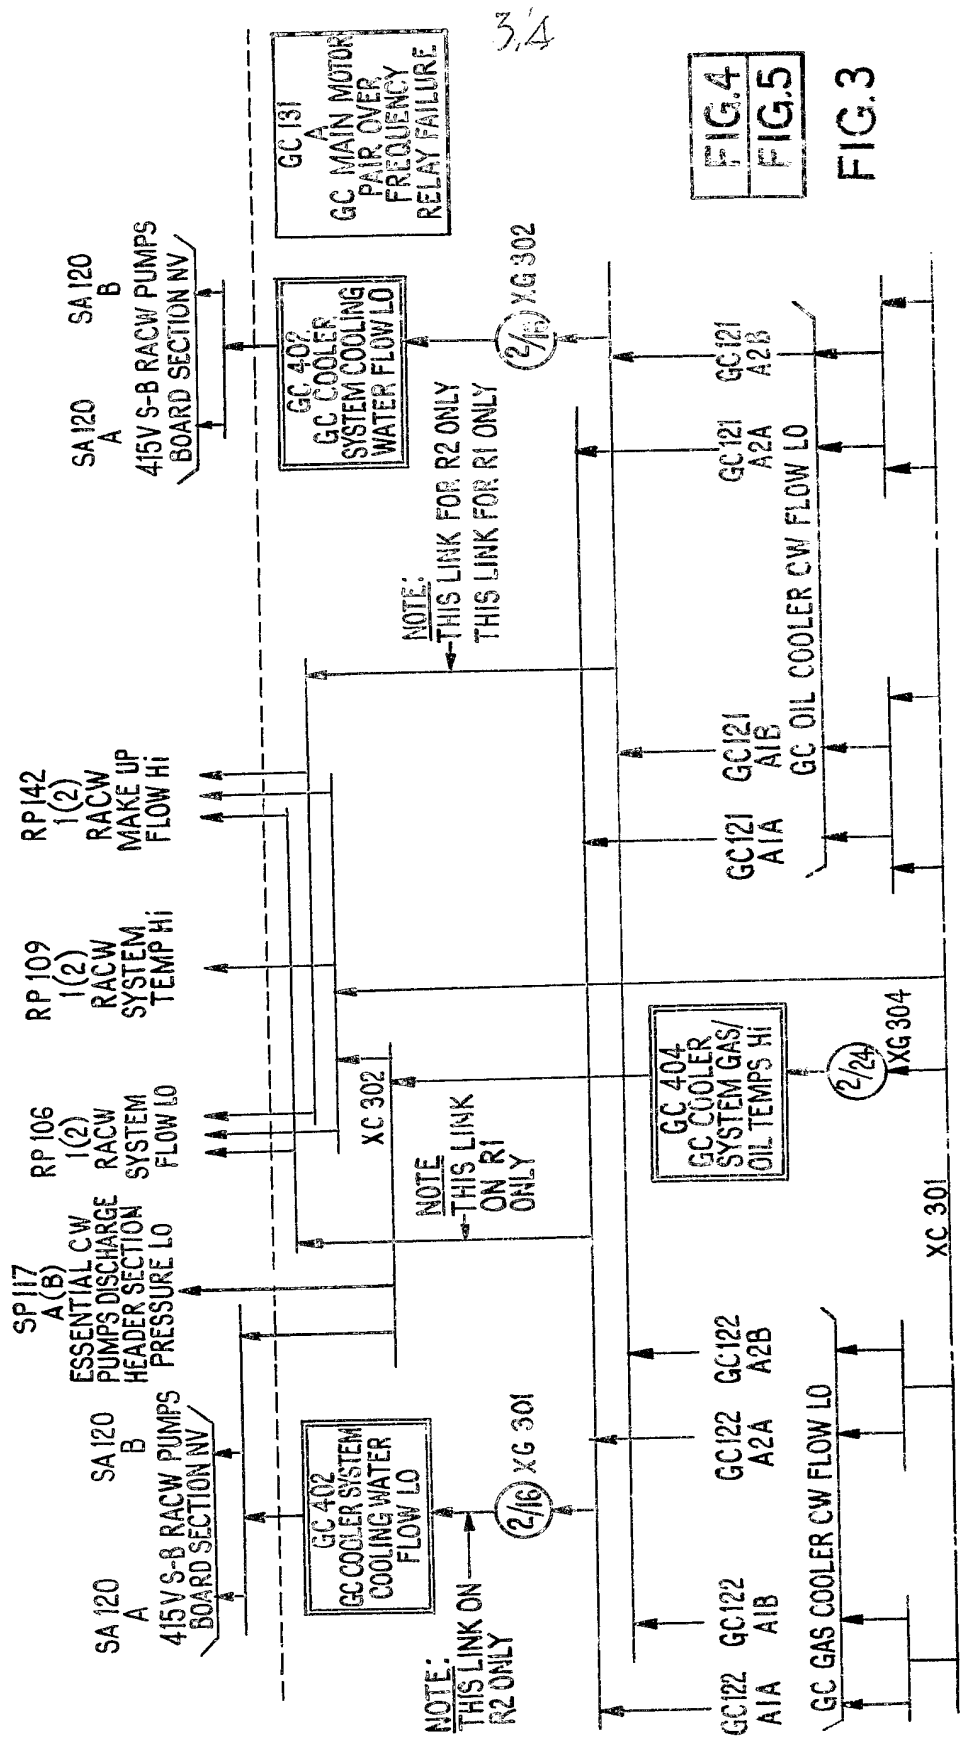 SA 120
A
SA 120
B
415V S-B RACW PUMPS
BOARD SECTION NV
SP 117
A(B)
ESSENTIAL CW
PUMPS DISCHARGE
HEADER SECTION
PRESSURE LO
RP 106
1(2)
RACW
SYSTEM
FLOW LO
RP 109
1(2)
RACW
SYSTEM
TEMP Hi
RP 142
1(2)
RACW
MAKE UP
FLOW Hi
SA 120
A
SA 120
B
415V S-B RACW PUMPS
BOARD SECTION NV
GC 402
GC COOLER SYSTEM
COOLING WATER
FLOW LO
XC 302
GC 402
GC COOLER
SYSTEM COOLING
WATER FLOW LO
GC 131
A
GC MAIN MOTOR
PAIR OVER
FREQUENCY
RELAY FAILURE
NOTE:
THIS LINK ON
R2 ONLY
2/16
XG 301
NOTE
THIS LINK
ON R1
ONLY
NOTE:
THIS LINK FOR R2 ONLY
THIS LINK FOR R1 ONLY
XG 302
3,4
GC 404
GC COOLER
SYSTEM GAS/
OIL TEMPS Hi
2/24
XG 304
GC122
A1A
GC122
A1B
GC122
A2A
GC122
A2B
GC GAS COOLER CW FLOW LO
GC121
A1A
GC121
A1B
GC121
A2A
GC121
A2B
GC OIL COOLER CW FLOW LO
XC 301
FIG.4
FIG.5
FIG.3